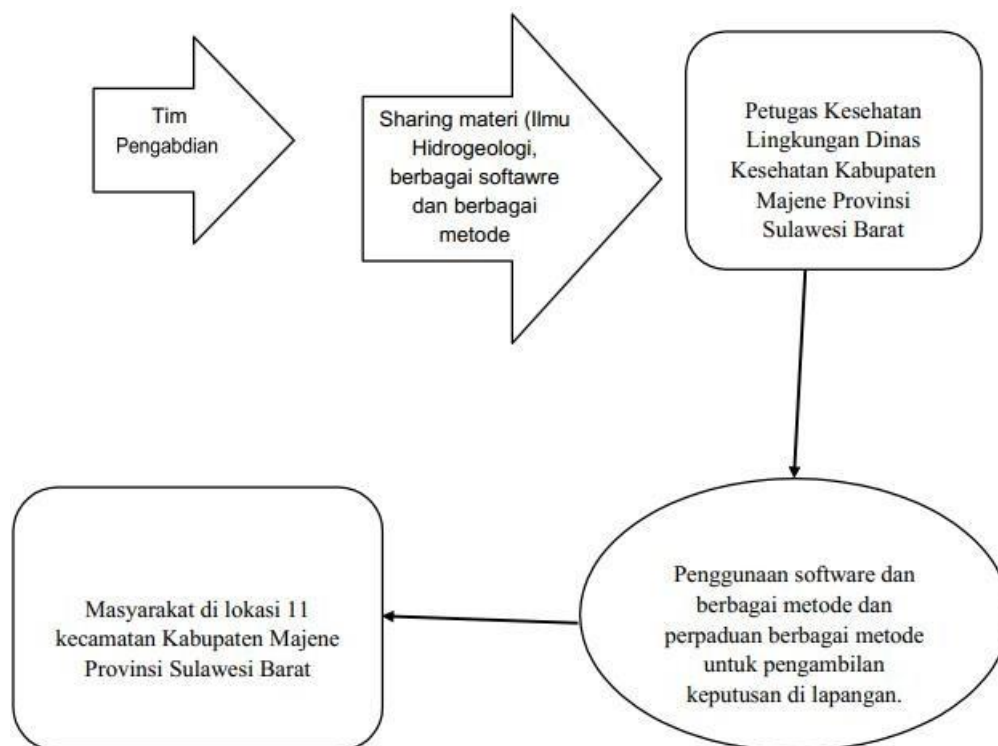 Tim
Pengabdian
Sharing materi (Ilmu
Hidrogeologi,
berbagai softawre
dan berbagai
metode
Petugas Kesehatan
Lingkungan Dinas
Kesehatan Kabupaten
Majene Provinsi
Sulawesi Barat
Penggunaan software dan
berbagai metode dan
perpaduan berbagai metode
untuk pengambilan
keputusan di lapangan.
Masyarakat di lokasi 11
kecamatan Kabupaten Majene
Provinsi Sulawesi Barat